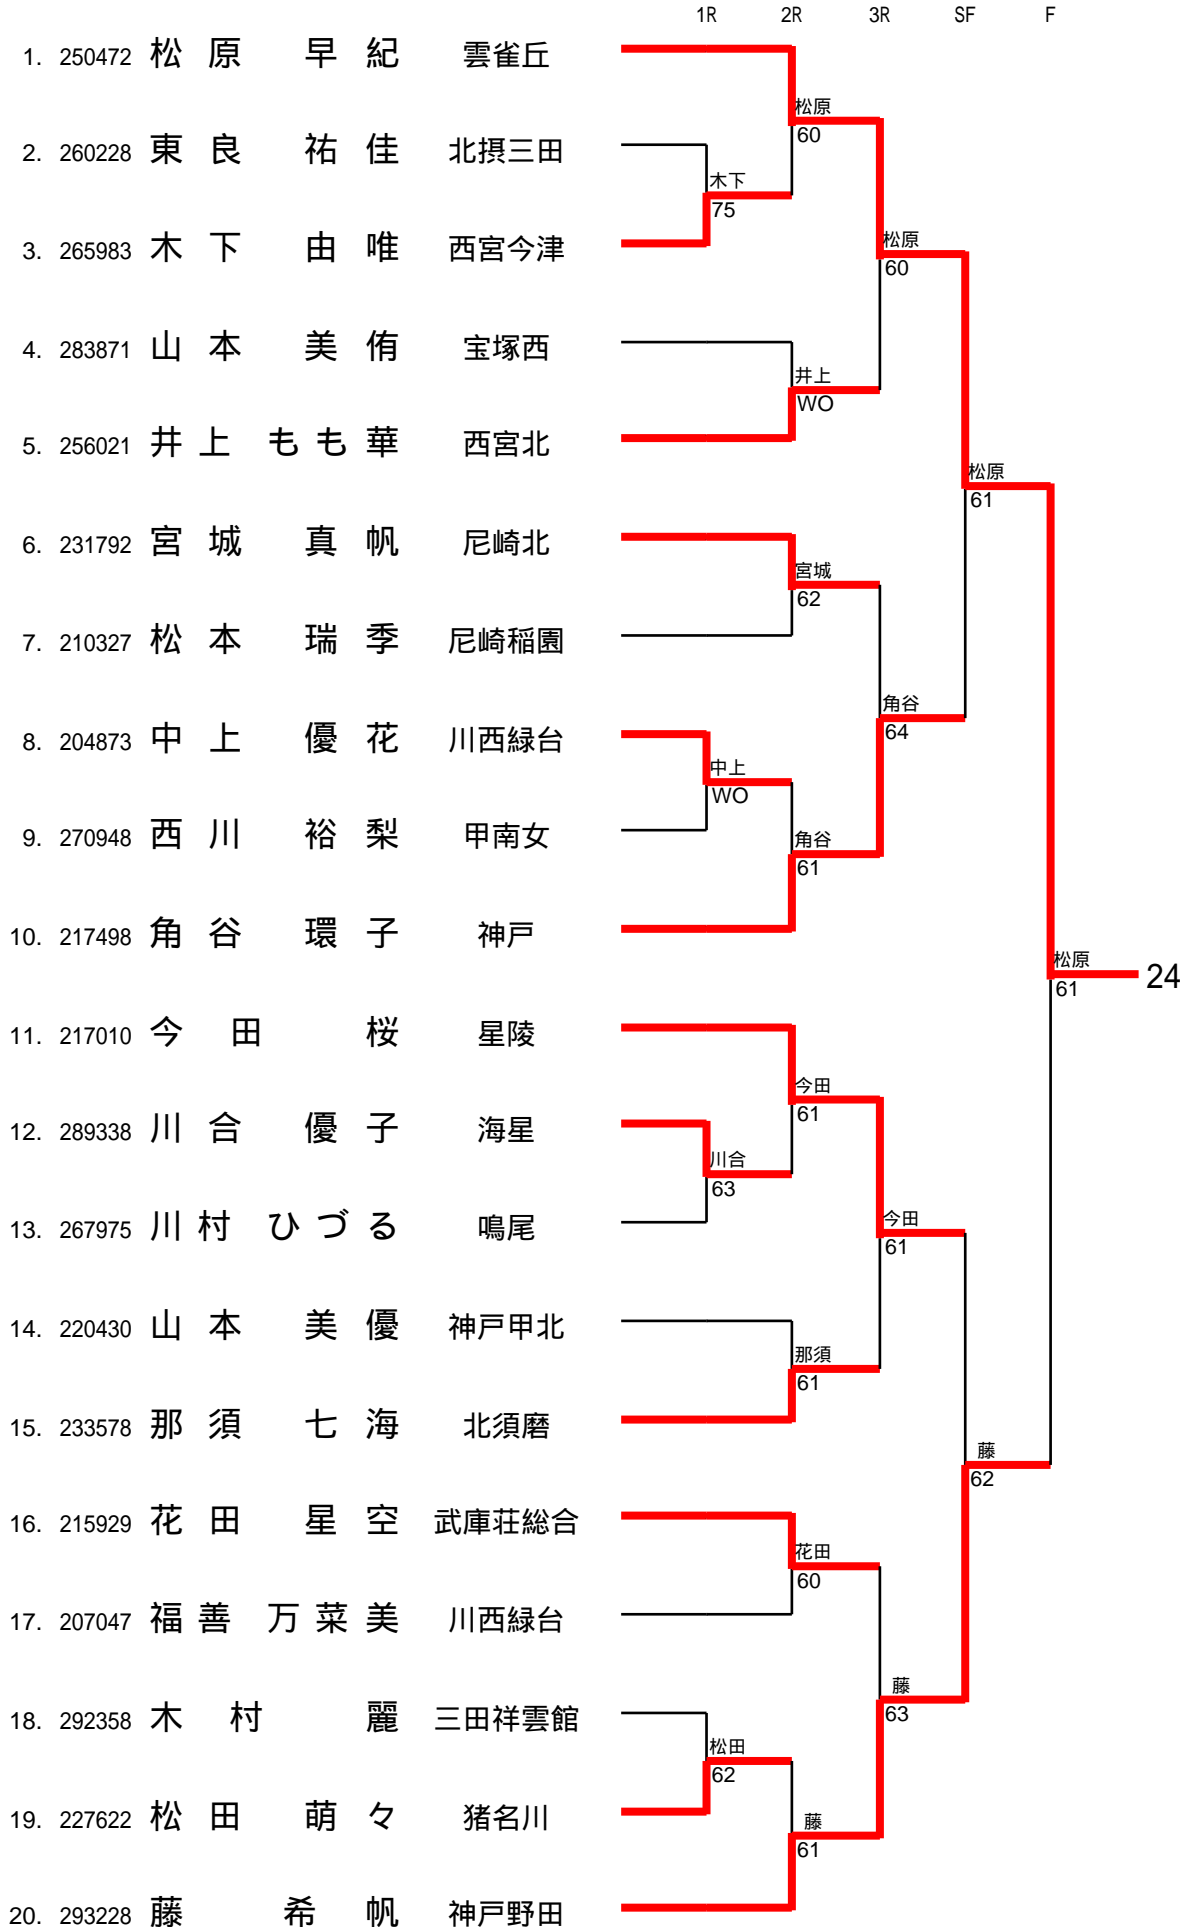 1R 2R 3R SF F
1. 250472 松原 早紀 雲雀丘
松原
60
2. 260228 東良 祐佳 北摂三田
木下
75
3. 265983 木下 由唯 西宮今津
松原
60
4. 283871 山本 美侑 宝塚西
井上
WO
5. 256021 井上 もも華 西宮北
松原
61
6. 231792 宮城 真帆 尼崎北
宮城
62
7. 210327 松本 瑞季 尼崎稲園
角谷
64
8. 204873 中上 優花 川西緑台
中上
WO
9. 270948 西川 裕梨 甲南女
角谷
61
10. 217498 角谷 環子 神戸
松原
61
24
11. 217010 今田 桜 星陵
今田
61
12. 289338 川合 優子 海星
川合
63
13. 267975 川村 ひづる 鳴尾
今田
61
14. 220430 山本 美優 神戸甲北
那須
61
15. 233578 那須 七海 北須磨
藤
62
16. 215929 花田 星空 武庫荘総合
花田
60
17. 207047 福善 万菜美 川西緑台
藤
63
18. 292358 木村 麗 三田祥雲館
松田
62
19. 227622 松田 萌々 猪名川
藤
61
20. 293228 藤 希帆 神戸野田